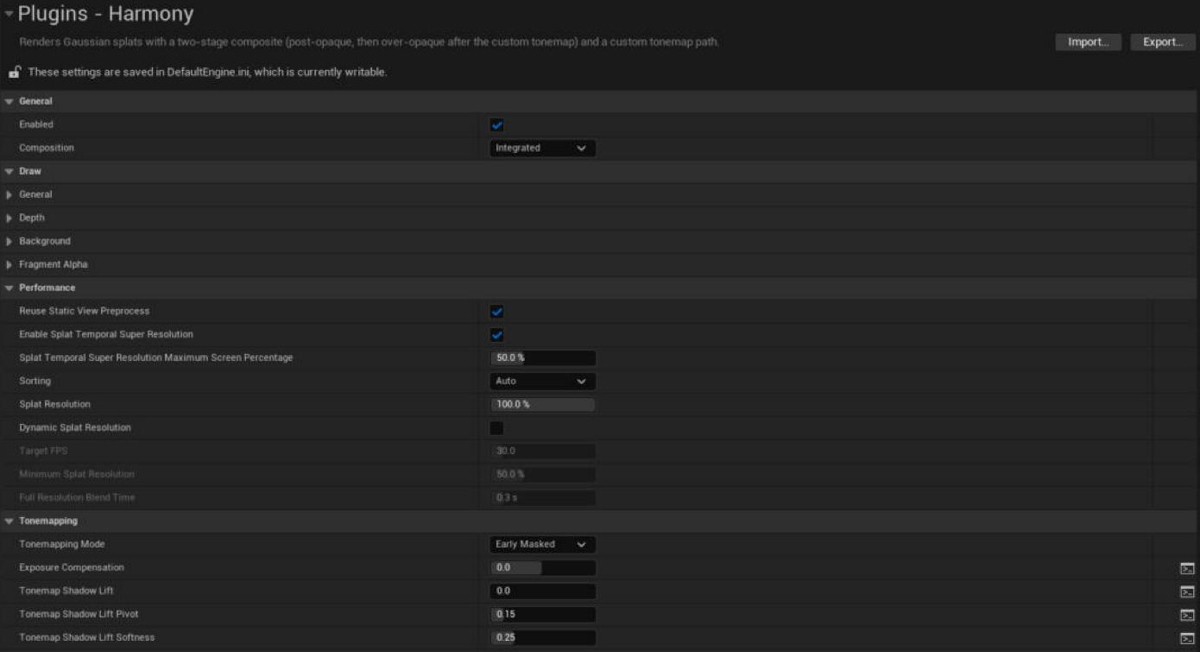 Plugins - Harmony
Renders Gaussian splats with a two-stage composite (post-opaque, then over-opaque after the custom tonemap) and a custom tonemap path.
Import...
Export...
These settings are saved in DefaultEngine.ini, which is currently writable.
General
Enabled
Composition Integrated
Draw
General
Depth
Background
Fragment Alpha
Performance
Reuse Static View Preprocess
Enable Splat Temporal Super Resolution
Splat Temporal Super Resolution Maximum Screen Percentage 50.0 %
Sorting Auto
Splat Resolution 100.0 %
Dynamic Splat Resolution
Target FPS 30.0
Minimum Splat Resolution 50.0 %
Full Resolution Blend Time 0.3 s
Tonemapping
Tonemapping Mode Early Masked
Exposure Compensation 0.0
Tonemap Shadow Lift 0.0
Tonemap Shadow Lift Pivot 0.15
Tonemap Shadow Lift Softness 0.25